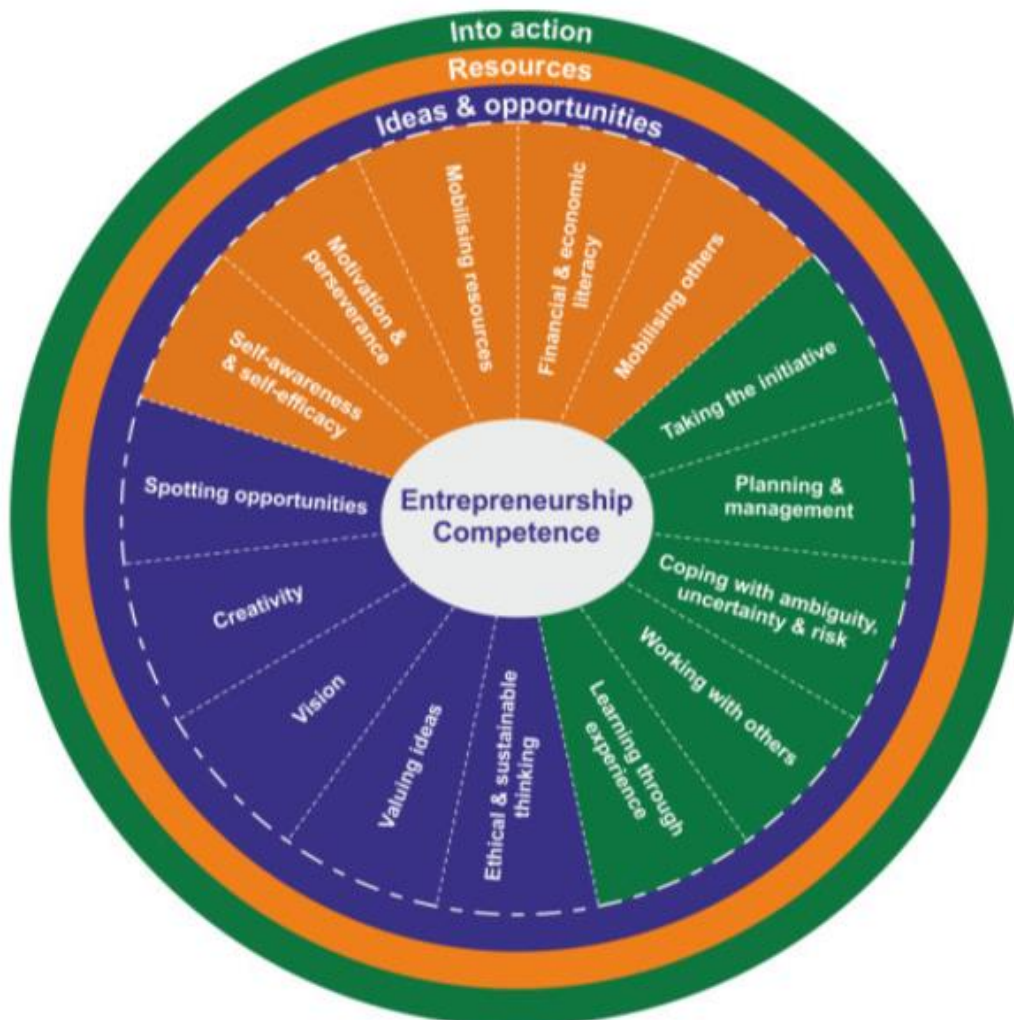 Into action
Resources
Ideas & opportunities
Self-awareness
& self-efficacy
Motivation &
perseverance
Mobilising resources
Financial & economic
literacy
Mobilising others
Taking the initiative
Planning &
management
Coping with ambiguity,
uncertainty & risk
Working with others
Learning through
experience
Ethical & sustainable
thinking
Valuing ideas
Vision
Creativity
Spotting opportunities
Entrepreneurship
Competence